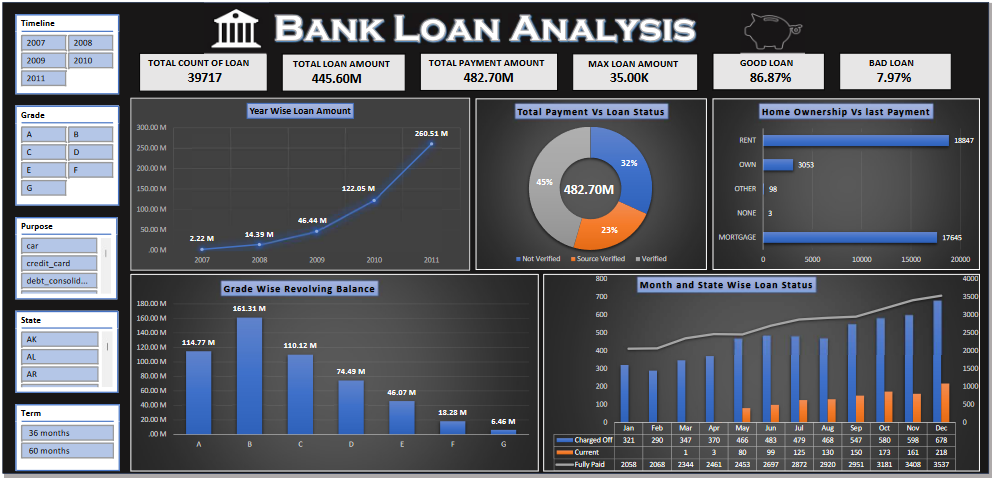 BANK LOAN ANALYSIS
Timeline
2007 2008
2009 2010
2011
TOTAL COUNT OF LOAN
39717
TOTAL LOAN AMOUNT
445.60M
TOTAL PAYMENT AMOUNT
482.70M
MAX LOAN AMOUNT
35.00K
GOOD LOAN
86.87%
BAD LOAN
7.97%
Grade
A B
C D
E F
G
Purpose
car
credit_card
debt_consolid...
State
AK
AL
AR
Term
36 months
60 months
Year Wise Loan Amount
300.00 M
250.00 M
200.00 M
150.00 M
100.00 M
50.00 M
.00 M
2.22 M
14.39 M
46.44 M
122.05 M
260.51 M
2007 2008 2009 2010 2011
Total Payment Vs Loan Status
32%
45%
482.70M
23%
Not Verified Source Verified Verified
Home Ownership Vs last Payment
RENT 18847
OWN 3053
OTHER 98
NONE 3
MORTGAGE 17645
0 5000 10000 15000 20000
Grade Wise Revolving Balance
180.00 M
160.00 M
140.00 M
120.00 M
100.00 M
80.00 M
60.00 M
40.00 M
20.00 M
.00 M
114.77 M
161.31 M
110.12 M
74.49 M
46.07 M
18.28 M
6.46 M
A B C D E F G
Month and State Wise Loan Status
800 4000
700 3500
600 3000
500 2500
400 2000
300 1500
200 1000
100 500
0 0
Jan Feb Mar Apr May Jun Jul Aug Sep Oct Nov Dec
Charged Off 321 290 347 370 466 483 479 468 547 580 598 678
Current 1 3 80 99 125 130 150 173 161 218
Fully Paid 2058 2068 2344 2461 2453 2697 2872 2920 2951 3181 3408 3537